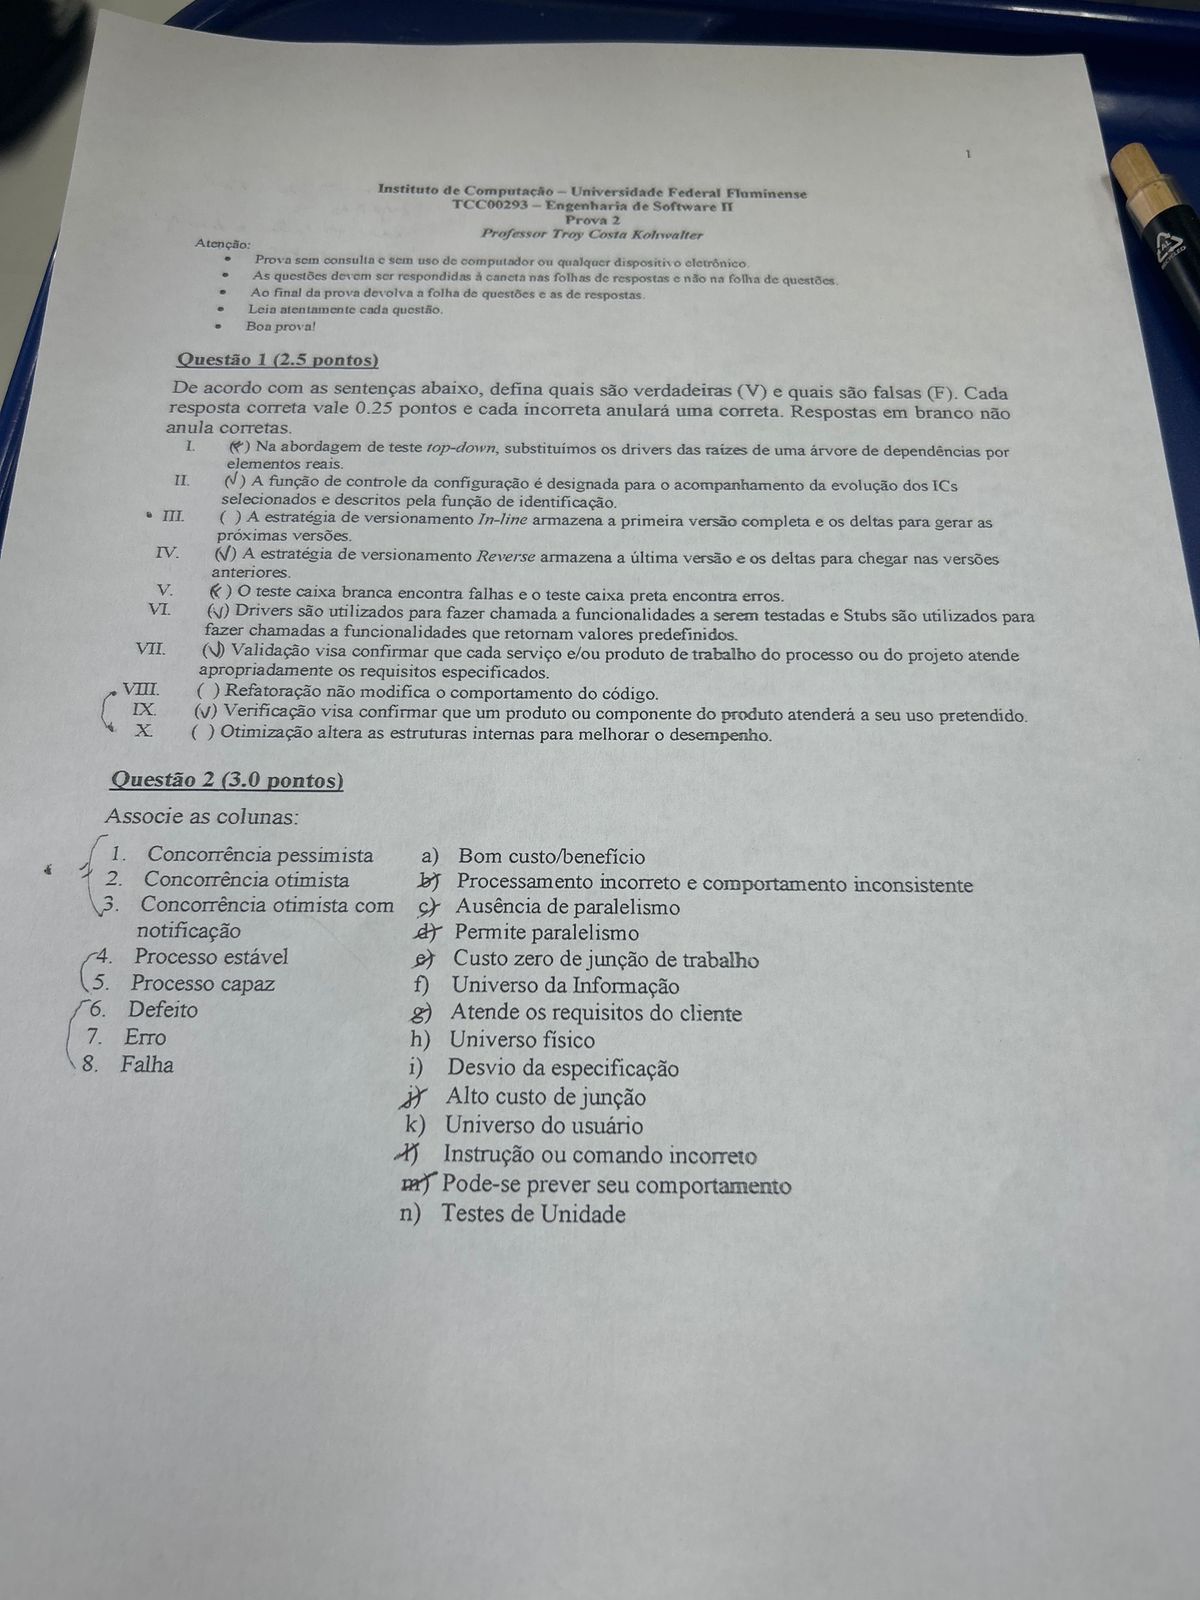 1
Instituto de Computação – Universidade Federal Fluminense
TCC00293 – Engenharia de Software II
Prova 2
Professor Troy Costa Kohwalter
Atenção:
• Prova sem consulta e sem uso de computador ou qualquer dispositivo eletrônico.
• As questões devem ser respondidas à caneta nas folhas de respostas e não na folha de questões.
• Ao final da prova devolva a folha de questões e as de respostas.
• Leia atentamente cada questão.
• Boa prova!
Questão 1 (2.5 pontos)
De acordo com as sentenças abaixo, defina quais são verdadeiras (V) e quais são falsas (F). Cada
resposta correta vale 0.25 pontos e cada incorreta anulará uma correta. Respostas em branco não
anula corretas.
I. ( ) Na abordagem de teste top-down, substituímos os drivers das raízes de uma árvore de dependências por
elementos reais.
II. (V) A função de controle da configuração é designada para o acompanhamento da evolução dos ICs
selecionados e descritos pela função de identificação.
III. ( ) A estratégia de versionamento In-line armazena a primeira versão completa e os deltas para gerar as
próximas versões.
IV. (V) A estratégia de versionamento Reverse armazena a última versão e os deltas para chegar nas versões
anteriores.
V. ( ) O teste caixa branca encontra falhas e o teste caixa preta encontra erros.
VI. (V) Drivers são utilizados para fazer chamada a funcionalidades a serem testadas e Stubs são utilizados para
fazer chamadas a funcionalidades que retornam valores predefinidos.
VII. (V) Validação visa confirmar que cada serviço e/ou produto de trabalho do processo ou do projeto atende
apropriadamente os requisitos especificados.
VIII. ( ) Refatoração não modifica o comportamento do código.
IX. (V) Verificação visa confirmar que um produto ou componente do produto atenderá a seu uso pretendido.
X. ( ) Otimização altera as estruturas internas para melhorar o desempenho.
Questão 2 (3.0 pontos)
Associe as colunas:
1. Concorrência pessimista
2. Concorrência otimista
3. Concorrência otimista com
notificação
4. Processo estável
5. Processo capaz
6. Defeito
7. Erro
8. Falha
a) Bom custo/benefício
b) Processamento incorreto e comportamento inconsistente
c) Ausência de paralelismo
d) Permite paralelismo
e) Custo zero de junção de trabalho
f) Universo da Informação
g) Atende os requisitos do cliente
h) Universo físico
i) Desvio da especificação
j) Alto custo de junção
k) Universo do usuário
l) Instrução ou comando incorreto
m) Pode-se prever seu comportamento
n) Testes de Unidade